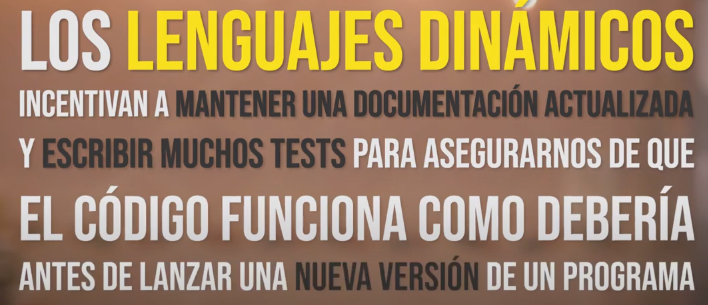 LOS LENGUAJES DINÁMICOS
INCENTIVAN A MANTENER UNA DOCUMENTACIÓN ACTUALIZADA
Y ESCRIBIR MUCHOS TESTS PARA ASEGURARNOS DE QUE
EL CÓDIGO FUNCIONA COMO DEBERÍA
ANTES DE LANZAR UNA NUEVA VERSIÓN DE UN PROGRAMA